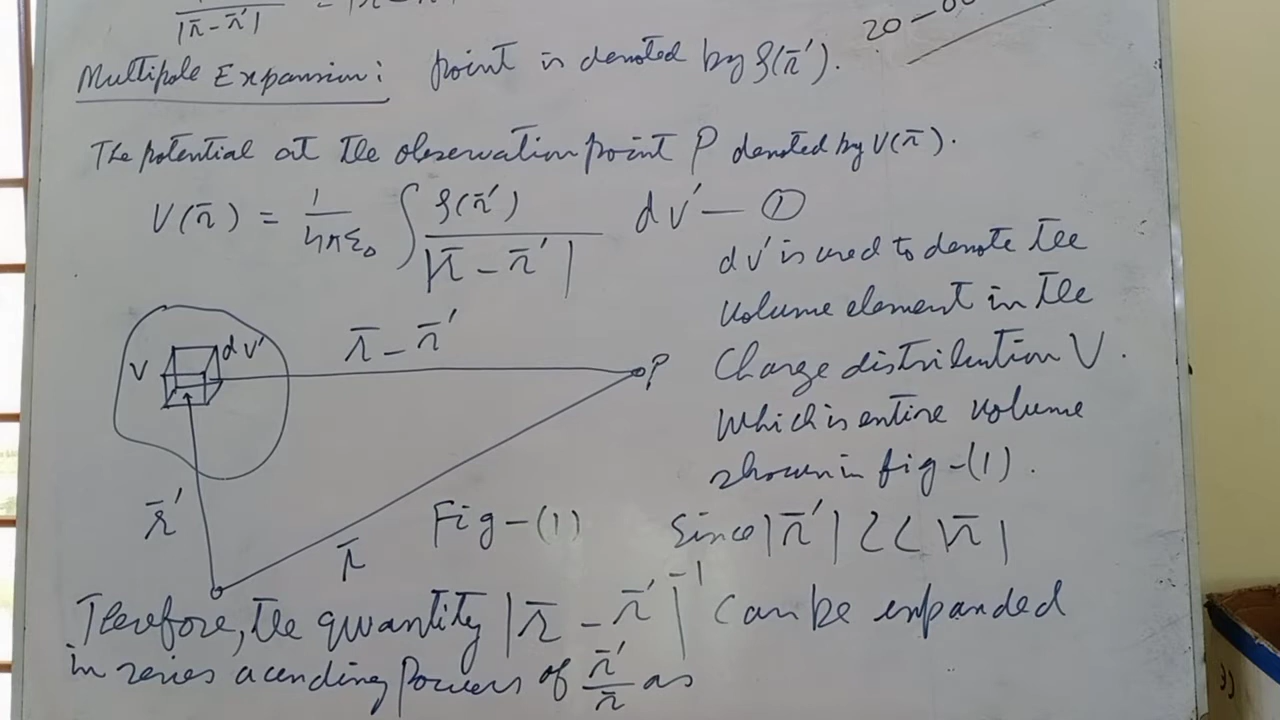 |r̄-r̄'|
20-00
Multipole Expansion: point is denoted by ρ(r̄').
The potential at the observation point P denoted by V(r̄).
V(r̄) = 1/4πε₀ ∫ ρ(r̄')/|r̄-r̄'| dv' — ①
dv' is used to denote the
volume element in the
Charge distribution V.
Which is entire volume
shown in fig-(1).
V dv'
r̄-r̄'
P
r̄'
r̄
Fig-(1)
Since |r̄'| << |r̄|
Therefore, the quantity |r̄-r̄'|⁻¹ Can be expanded
in series acending Powers of r̄'/r̄ as